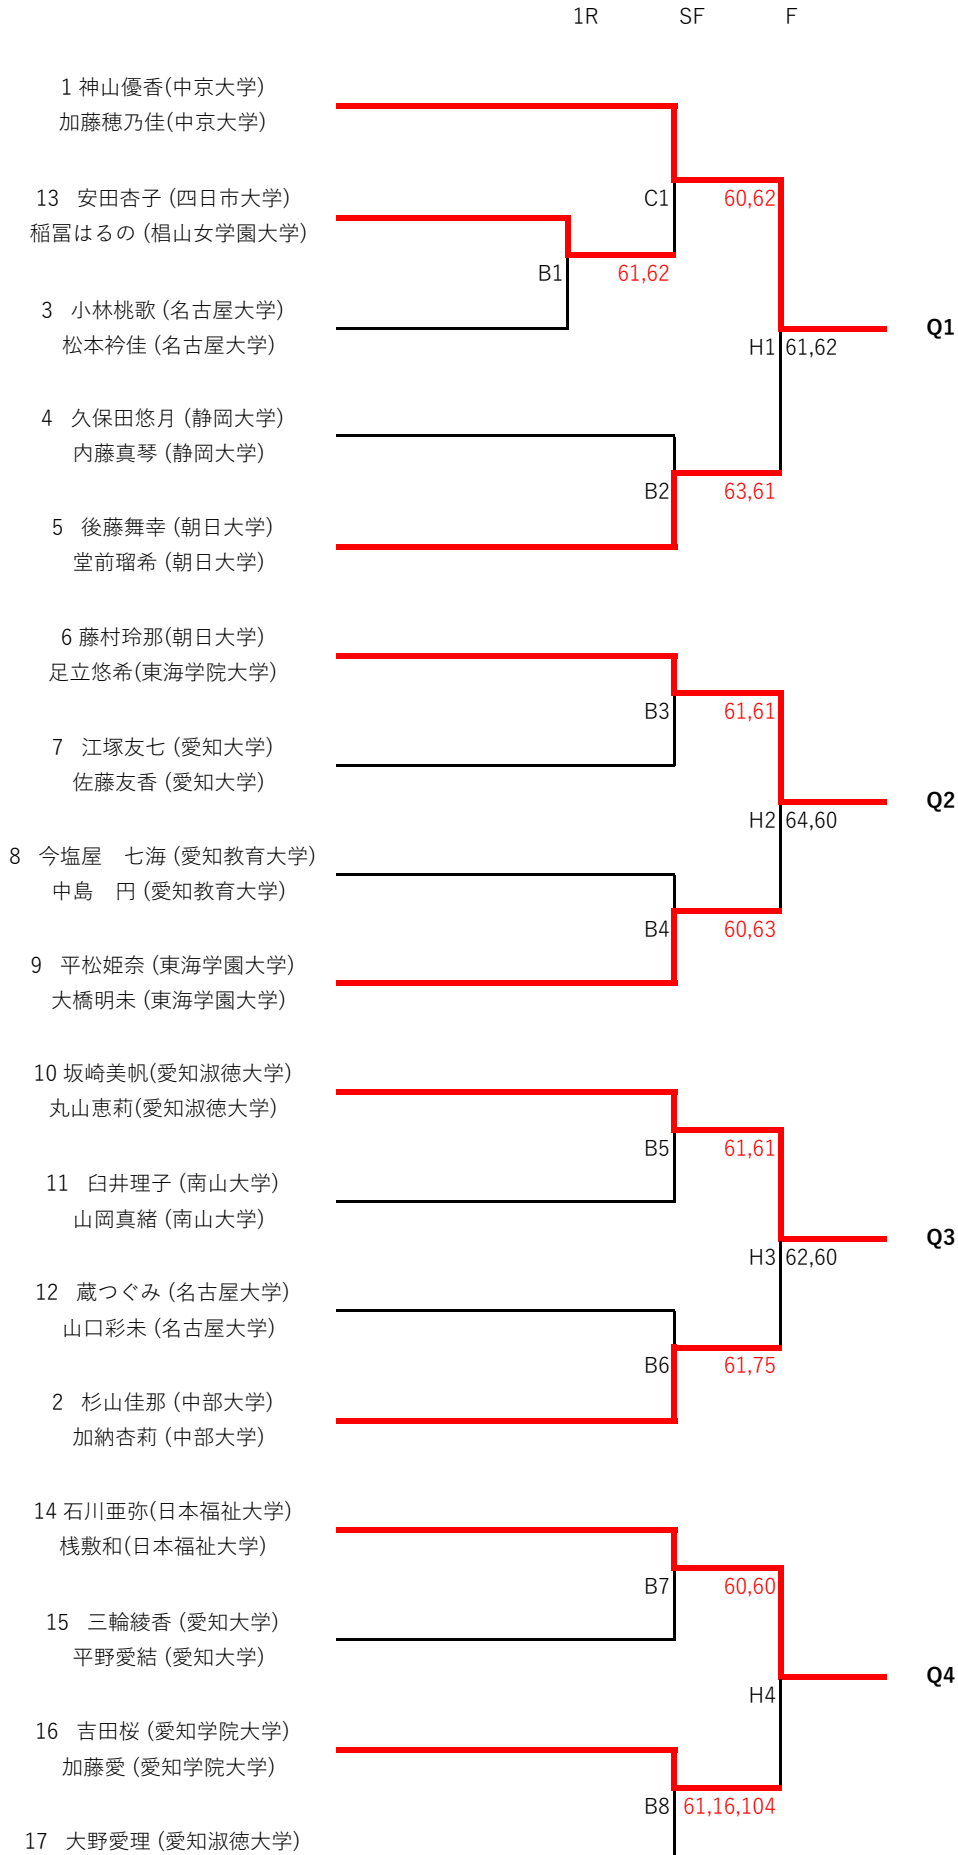 1R SF F
1 神山優香(中京大学)
加藤穂乃佳(中京大学)
13 安田杏子 (四日市大学)
稲冨はるの (椙山女学園大学)
C1 60,62
B1 61,62
3 小林桃歌 (名古屋大学)
松本衿佳 (名古屋大学)
Q1
H1 61,62
4 久保田悠月 (静岡大学)
内藤真琴 (静岡大学)
B2 63,61
5 後藤舞幸 (朝日大学)
堂前瑠希 (朝日大学)
6 藤村玲那(朝日大学)
足立悠希(東海学院大学)
B3 61,61
7 江塚友七 (愛知大学)
佐藤友香 (愛知大学)
Q2
H2 64,60
8 今塩屋　七海 (愛知教育大学)
中島　円 (愛知教育大学)
B4 60,63
9 平松姫奈 (東海学園大学)
大橋明未 (東海学園大学)
10 坂崎美帆(愛知淑徳大学)
丸山恵莉(愛知淑徳大学)
B5 61,61
11 臼井理子 (南山大学)
山岡真緒 (南山大学)
Q3
H3 62,60
12 蔵つぐみ (名古屋大学)
山口彩未 (名古屋大学)
B6 61,75
2 杉山佳那 (中部大学)
加納杏莉 (中部大学)
14 石川亜弥(日本福祉大学)
桟敷和(日本福祉大学)
B7 60,60
15 三輪綾香 (愛知大学)
平野愛結 (愛知大学)
Q4
H4
16 吉田桜 (愛知学院大学)
加藤愛 (愛知学院大学)
B8 61,16,104
17 大野愛理 (愛知淑徳大学)